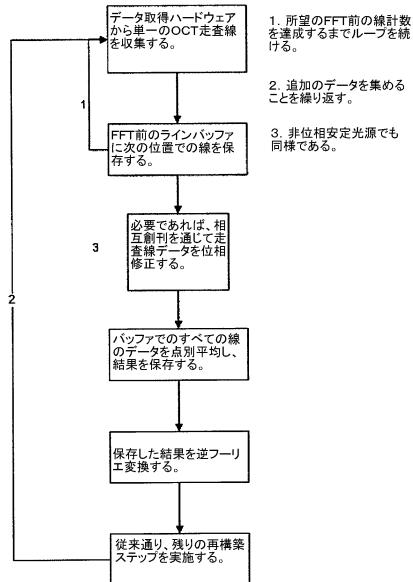 データ取得ハードウェア
から単一のOCT走査線
を収集する。
1. 所望のFFT前の線計数
を達成するまでループを続
ける。
2. 追加のデータを集める
ことを繰り返す。
3. 非位相安定光源でも
同様である。
1
FFT前のラインバッファ
に次の位置での線を保
存する。
必要であれば、相
互創刊を通じて走
査線データを位相
修正する。
3
2
バッファでのすべての線
のデータを点別平均し、
結果を保存する。
保存した結果を逆フーリ
エ変換する。
従来通り、残りの再構築
ステップを実施する。